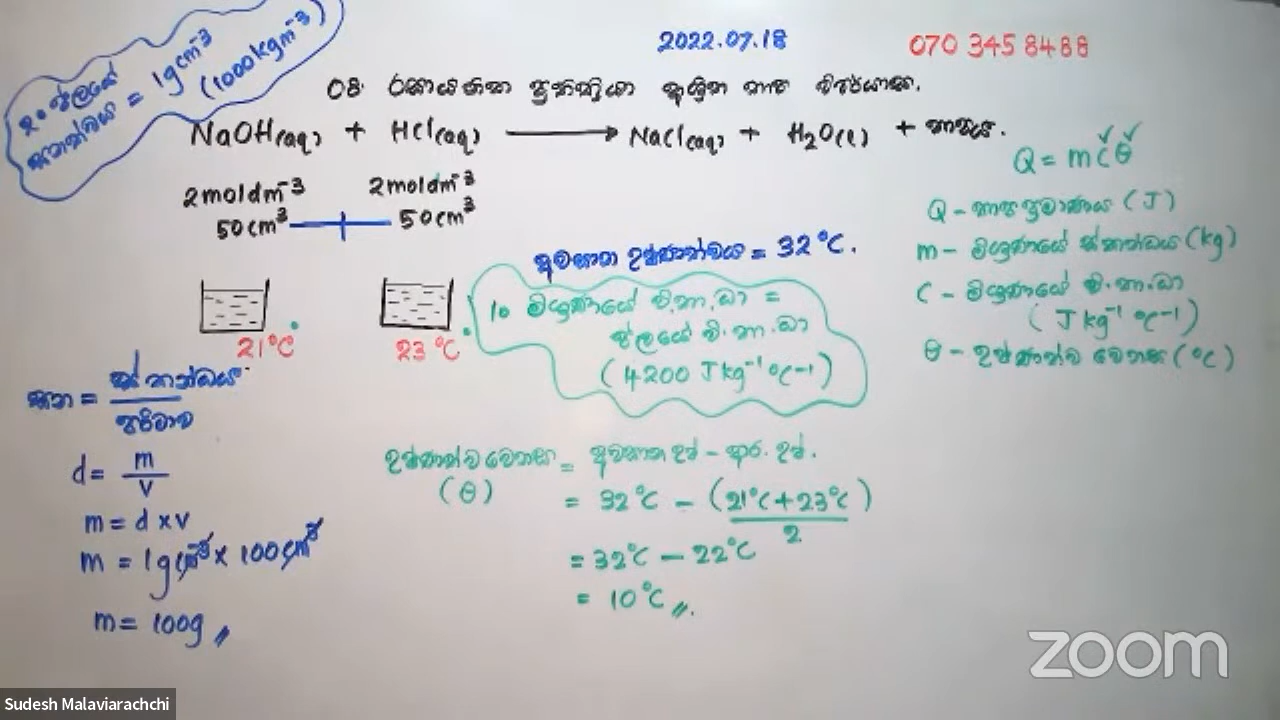 2022.07.18
070 345 8488
2● ජලයේ
ඝනත්වය = 1gcm⁻³
(1000kgm⁻³)
08. රසායනික ප්‍රතික්‍රියා ආශ්‍රිත තාප විපර්යාස.
NaOH(aq) + HCl(aq) ⟶ NaCl(aq) + H₂O(l) + තාපය.
2moldm⁻³ 2moldm⁻³
50cm³ 50cm³
21°C
23°C
අවසාන උෂ්ණත්වය = 32°C.
1● මිශ්‍රණයේ වි.තා.ධා =
ජලයේ වි.තා.ධා
(4200 Jkg⁻¹ °C⁻¹)
Q = mcθ
Q - තාප ප්‍රමාණය (J)
m - මිශ්‍රණයේ ස්කන්ධය (kg)
C - මිශ්‍රණයේ වි.තා.ධා
(Jkg⁻¹ °C⁻¹)
θ - උෂ්ණත්ව වෙනස (°C)
ඝන = ස්කන්ධය
පරිමාව
d = m
v
m = d x v
m = 1gcm⁻³ x 100cm³
m = 100g //
උෂ්ණත්ව වෙනස = අවසාන උෂ් - ආර. උෂ්.
(θ)
= 32°C - (21°C+23°C)
2
= 32°C - 22°C
= 10°C //.
zoom
Sudesh Malaviarachchi